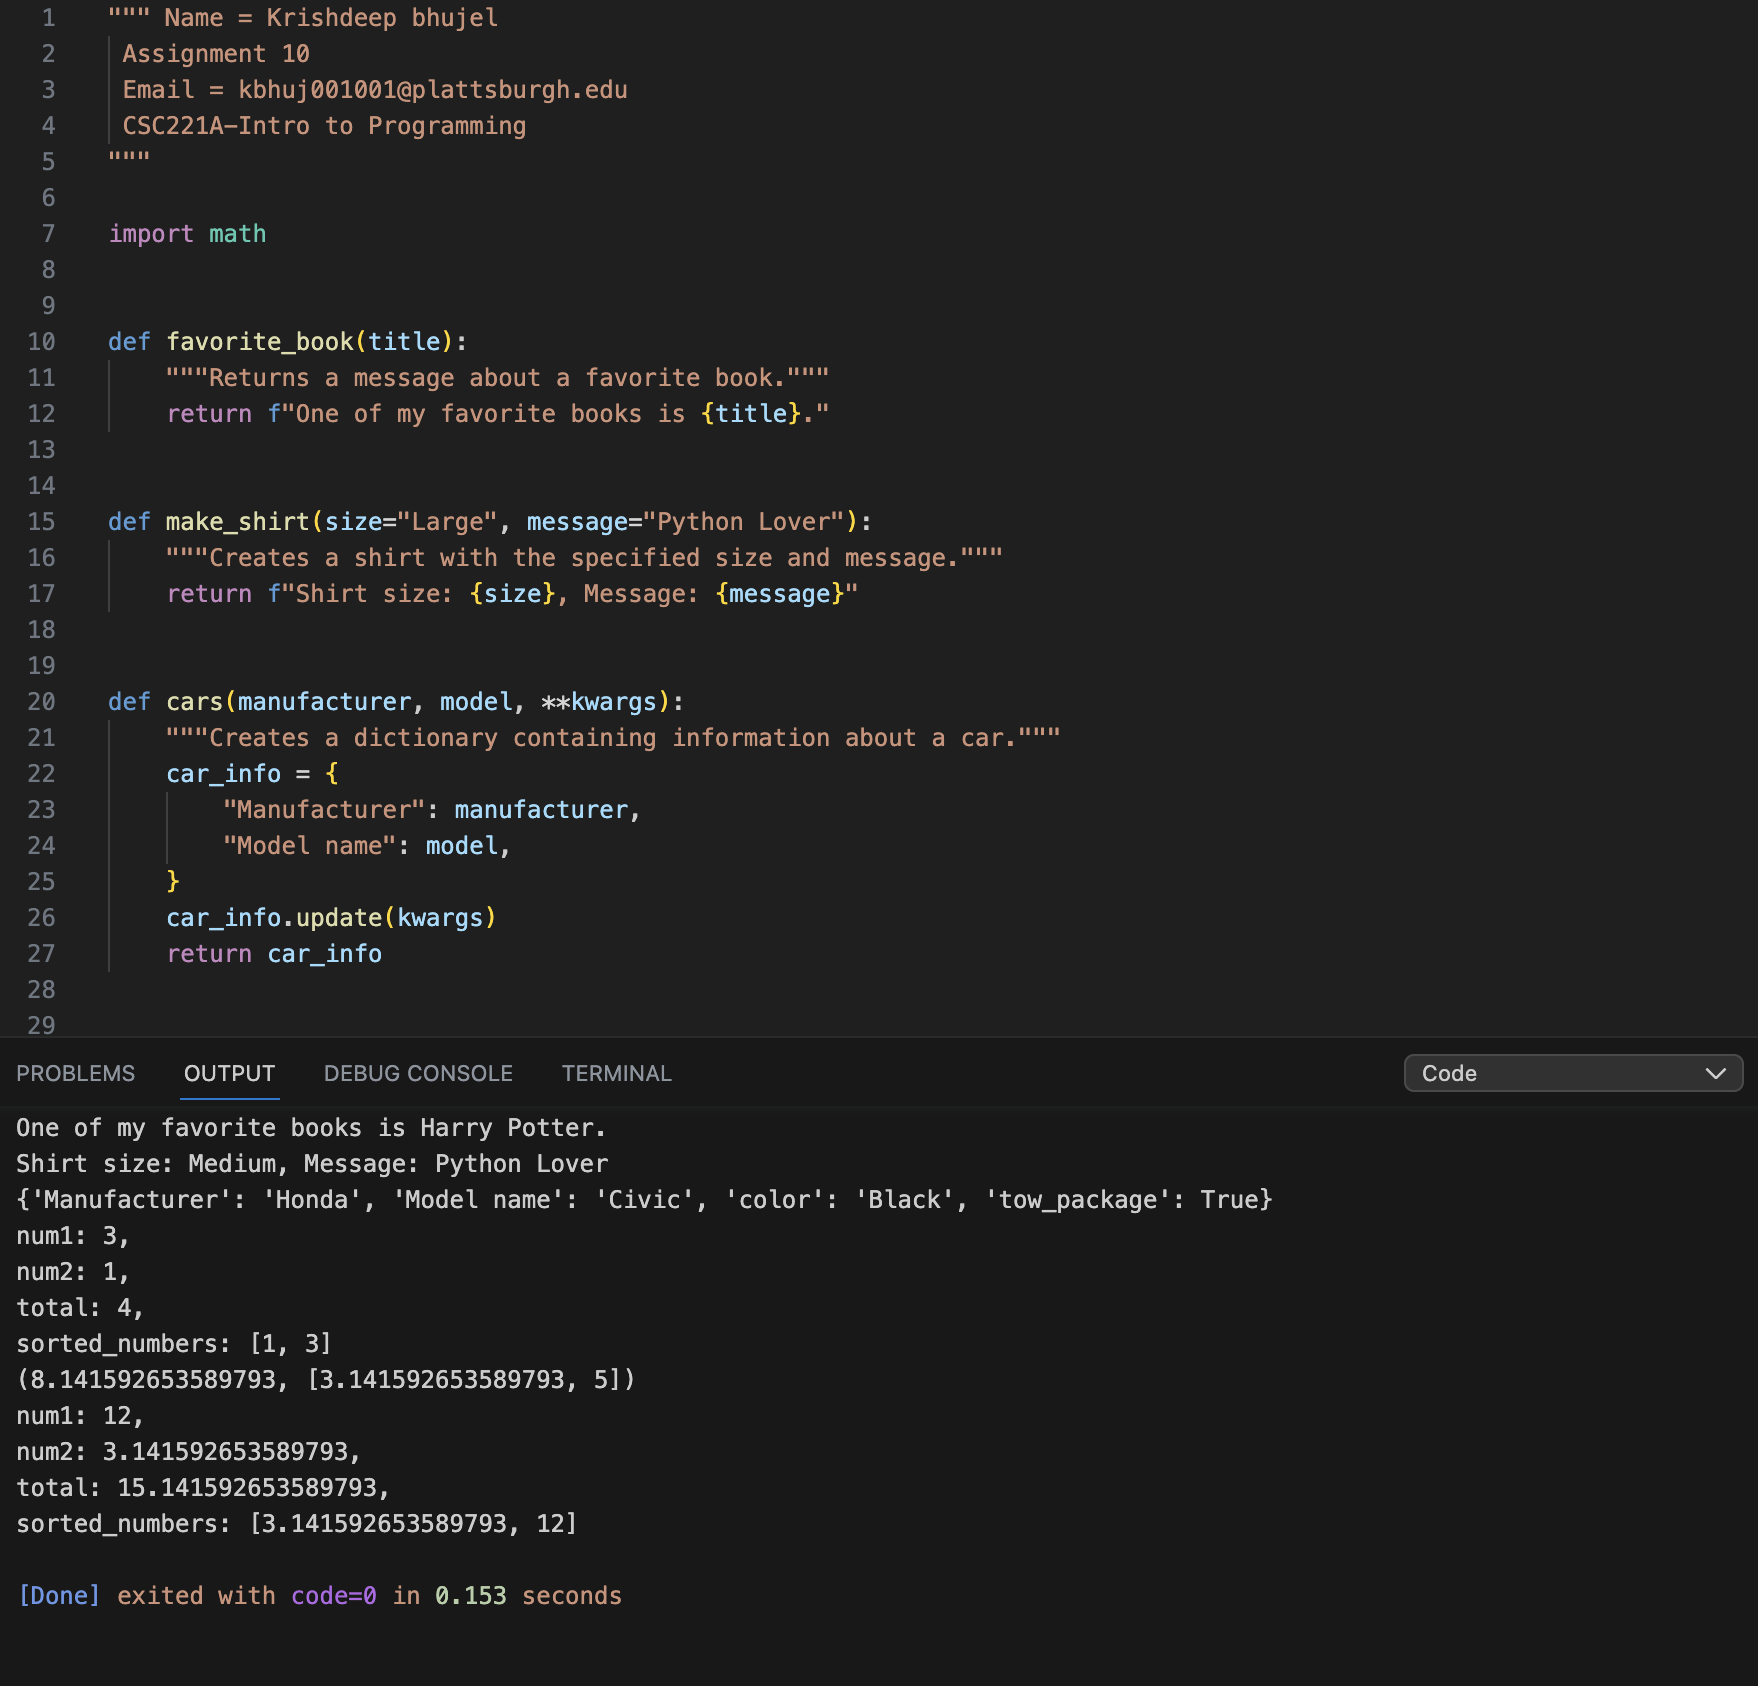 1 """ Name = Krishdeep bhujel
2 Assignment 10
3 Email = kbhuj001001@plattsburgh.edu
4 CSC221A-Intro to Programming
5 """
6
7 import math
8
9
10 def favorite_book(title):
11     """Returns a message about a favorite book."""
12     return f"One of my favorite books is {title}."
13
14
15 def make_shirt(size="Large", message="Python Lover"):
16     """Creates a shirt with the specified size and message."""
17     return f"Shirt size: {size}, Message: {message}"
18
19
20 def cars(manufacturer, model, **kwargs):
21     """Creates a dictionary containing information about a car."""
22     car_info = {
23         "Manufacturer": manufacturer,
24         "Model name": model,
25     }
26     car_info.update(kwargs)
27     return car_info
28
29
PROBLEMS OUTPUT DEBUG CONSOLE TERMINAL Code
One of my favorite books is Harry Potter.
Shirt size: Medium, Message: Python Lover
{'Manufacturer': 'Honda', 'Model name': 'Civic', 'color': 'Black', 'tow_package': True}
num1: 3,
num2: 1,
total: 4,
sorted_numbers: [1, 3]
(8.141592653589793, [3.141592653589793, 5])
num1: 12,
num2: 3.141592653589793,
total: 15.141592653589793,
sorted_numbers: [3.141592653589793, 12]
[Done] exited with code=0 in 0.153 seconds